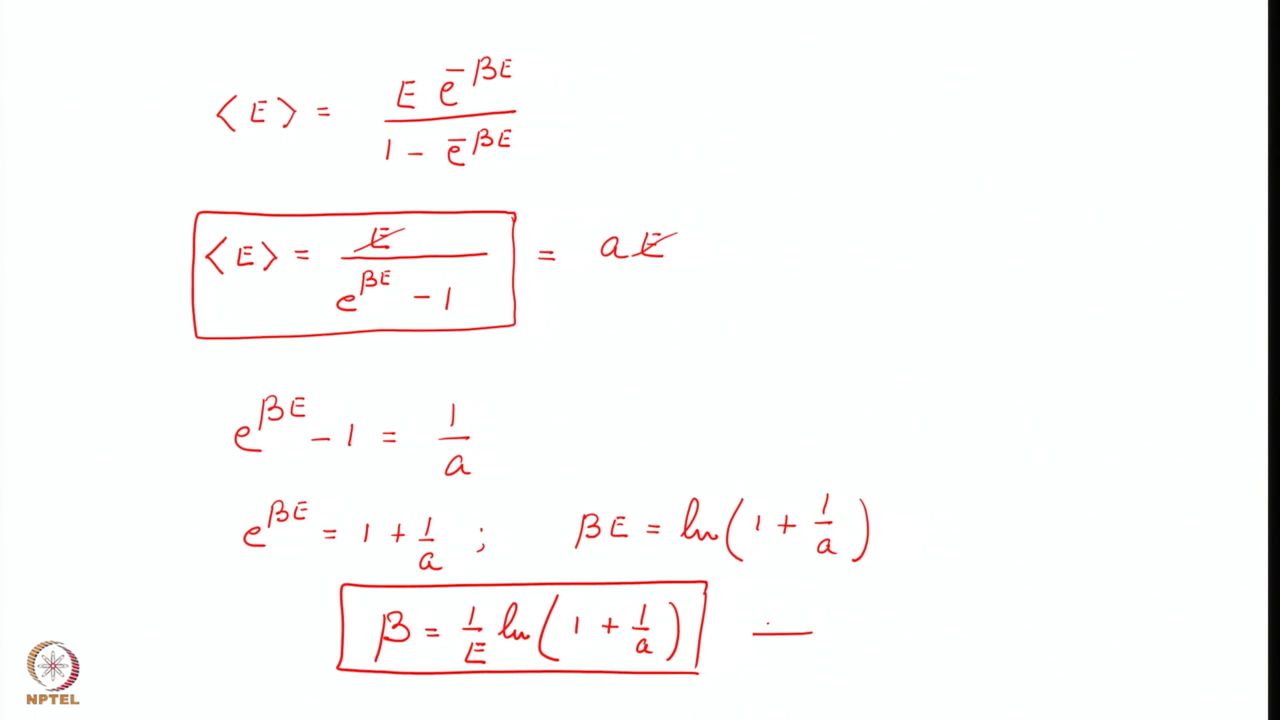 ⟨E⟩ = E e^{-βE} / (1 - e^{-βE})
⟨E⟩ = E / (e^{βE} - 1) = a E
e^{βE} - 1 = 1/a
e^{βE} = 1 + 1/a ; βE = ln(1 + 1/a)
β = 1/E ln(1 + 1/a) —
NPTEL